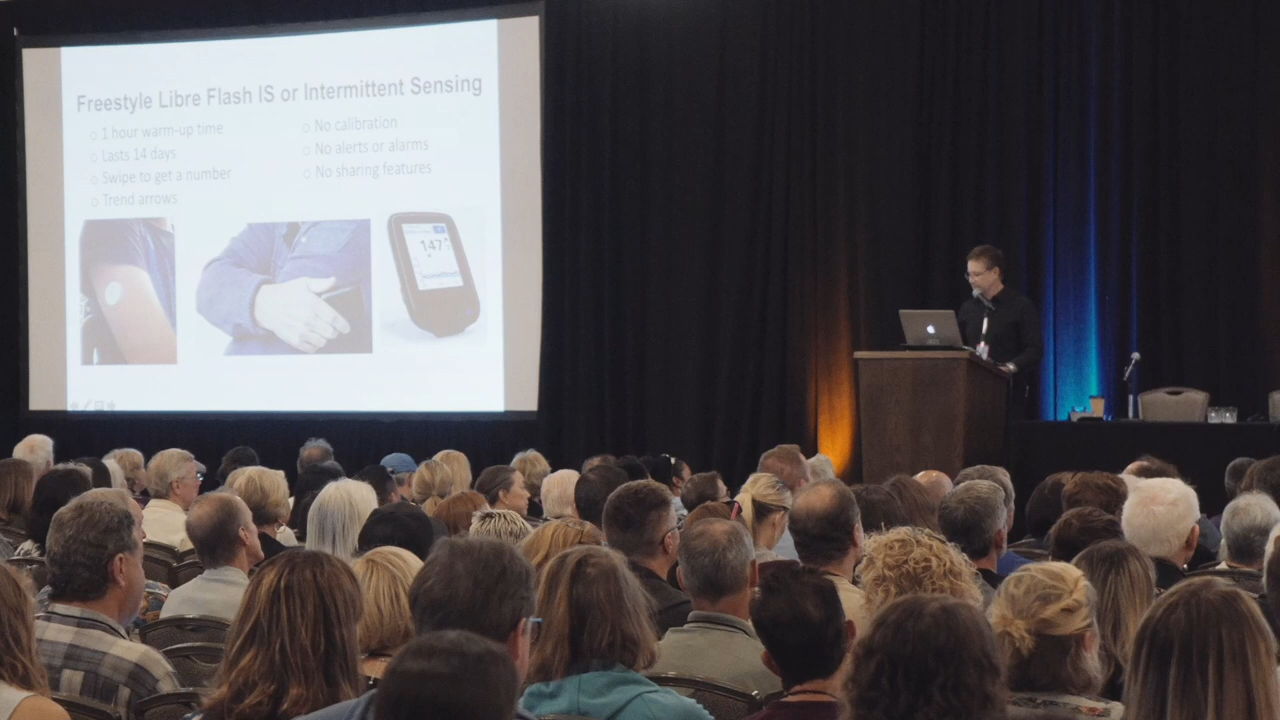 Freestyle Libre Flash IS or Intermittent Sensing
○ 1 hour warm-up time
○ Lasts 14 days
○ Swipe to get a number
○ Trend arrows
○ No calibration
○ No alerts or alarms
○ No sharing features
147